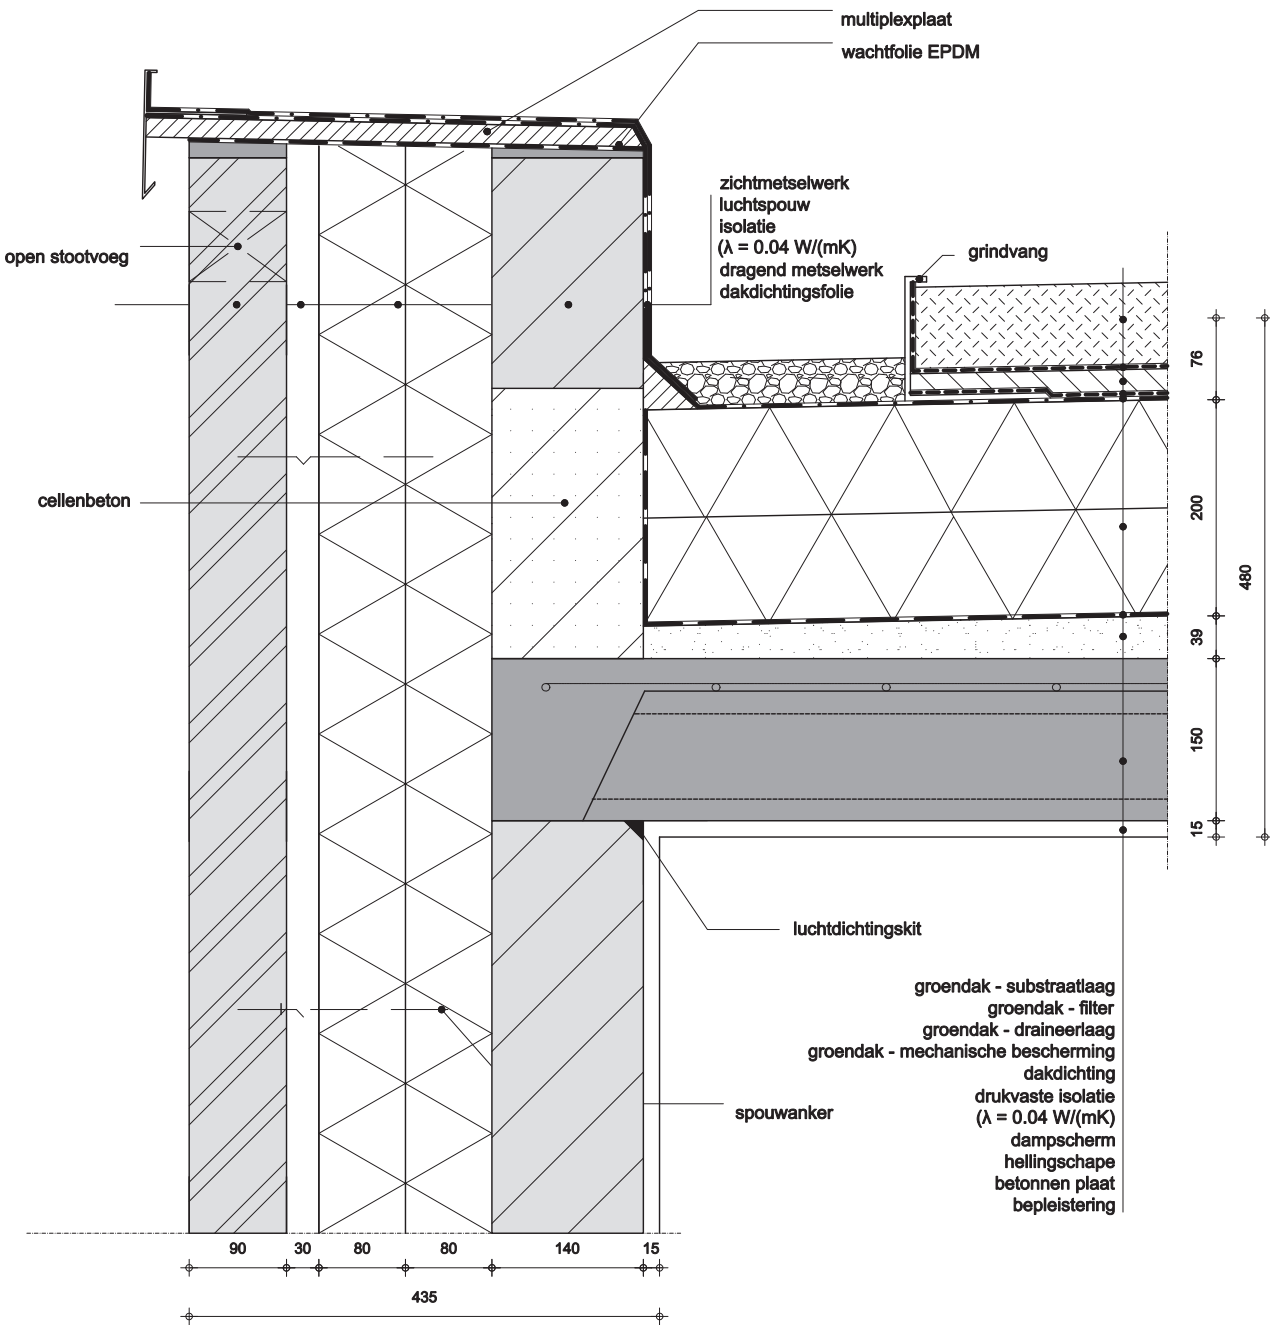 multiplexplaat
wachtfolie EPDM
zichtmetselwerk
luchtspouw
isolatie
(λ = 0.04 W/(mK)
dragend metselwerk
dakdichtingsfolie
open stootvoeg
grindvang
cellenbeton
76
200
39
150
15
480
luchtdichtingskit
groendak - substraatlaag
groendak - filter
groendak - draineerlaag
groendak - mechanische bescherming
dakdichting
drukvaste isolatie
(λ = 0.04 W/(mK)
dampscherm
hellingschape
betonnen plaat
bepleistering
spouwanker
90 30 80 80 140 15
435